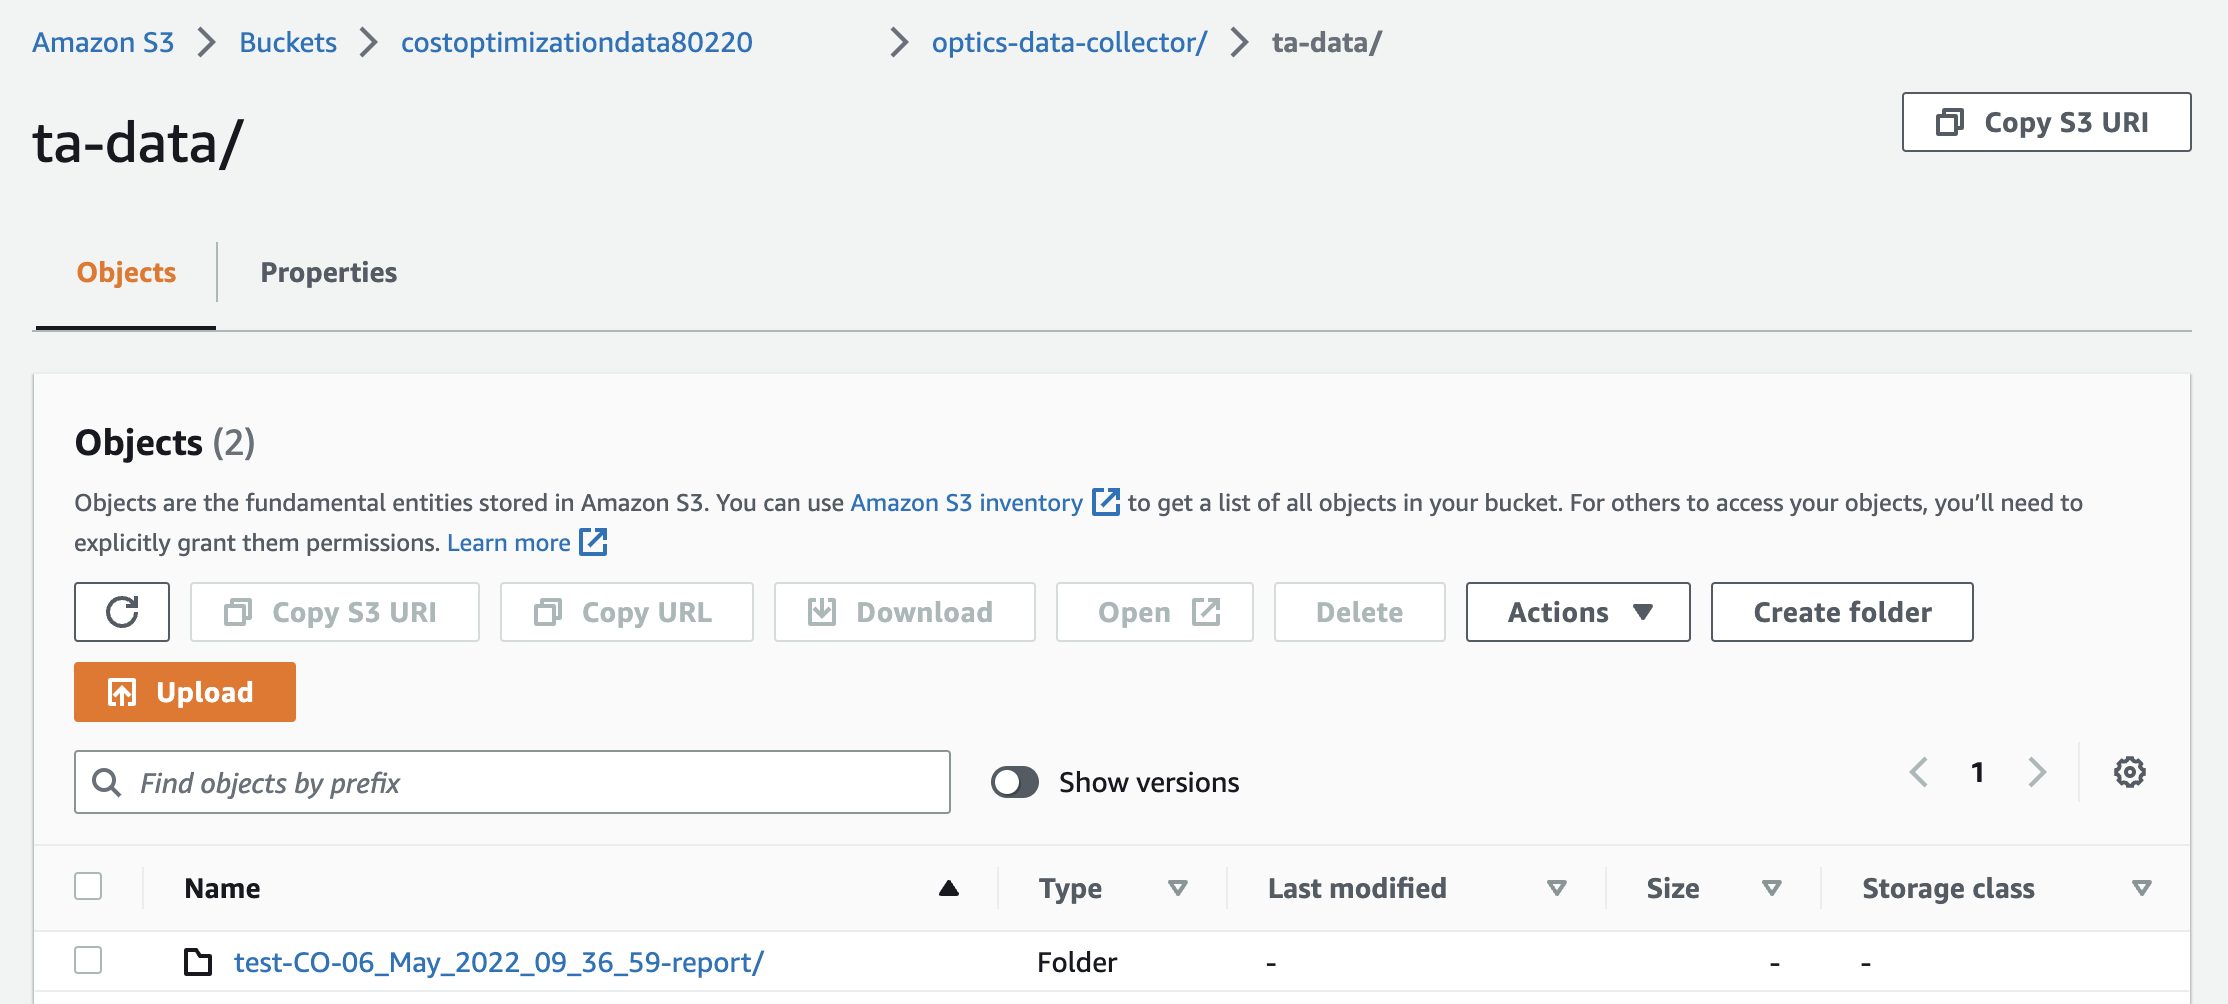 Amazon S3 Buckets costoptimizationdata80220 optics-data-collector/ ta-data/
ta-data/
Copy S3 URI
Objects Properties
Objects (2)
Objects are the fundamental entities stored in Amazon S3. You can use Amazon S3 inventory to get a list of all objects in your bucket. For others to access your objects, you’ll need to
explicitly grant them permissions. Learn more
Copy S3 URI Copy URL Download Open Delete Actions Create folder
Upload
Find objects by prefix Show versions 1
Name Type Last modified Size Storage class
test-CO-06_May_2022_09_36_59-report/ Folder - - -